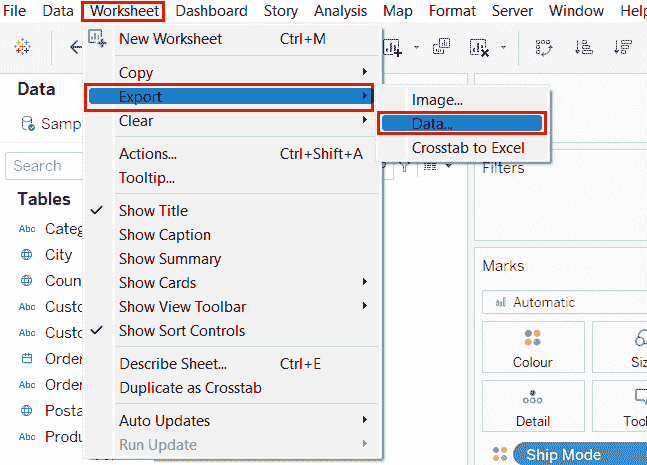 File Data Worksheet Dashboard Story Analysis Map Format Server Window Help
New Worksheet Ctrl+M
Data
Copy
Export
Image...
Samp
Clear
Data...
Actions... Ctrl+Shift+A
Crosstab to Excel
Search
Tooltip...
Filters
Tables
Show Title
Abc Categ
Show Caption
City
Show Summary
Marks
Coun
Show Cards
Automatic
Abc Custo
Show View Toolbar
Abc Custo
Show Sort Controls
Order
Describe Sheet... Ctrl+E
Colour Siz
Abc Order
Duplicate as Crosstab
Posta
Auto Updates
Detail Tool
Abc Produ
Run Update
Ship Mode